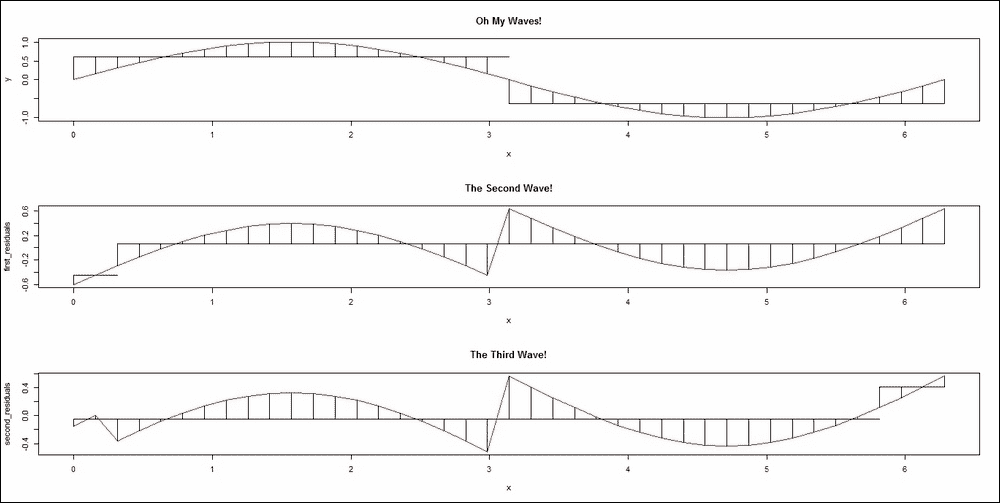 Oh My Waves!
y
1.0
0.5
0.0
-1.0
0 1 2 3 4 5 6
x
The Second Wave!
first_residuals
0.6
0.2
-0.2
-0.6
0 1 2 3 4 5 6
x
The Third Wave!
second_residuals
0.4
0.0
-0.4
0 1 2 3 4 5 6
x